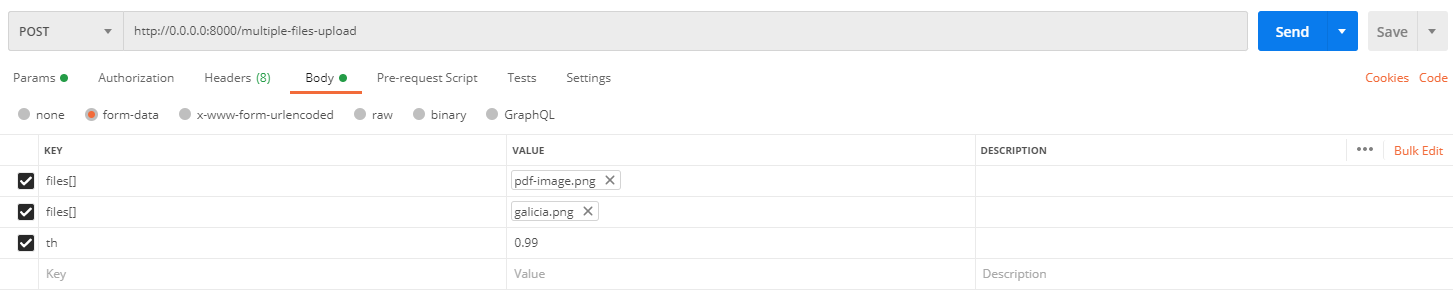 POST http://0.0.0.0:8000/multiple-files-upload Send Save
Params Authorization Headers (8) Body Pre-request Script Tests Settings Cookies Code
none form-data x-www-form-urlencoded raw binary GraphQL
KEY VALUE DESCRIPTION ••• Bulk Edit
files[] pdf-image.png
files[] galicia.png
th 0.99
Key Value Description